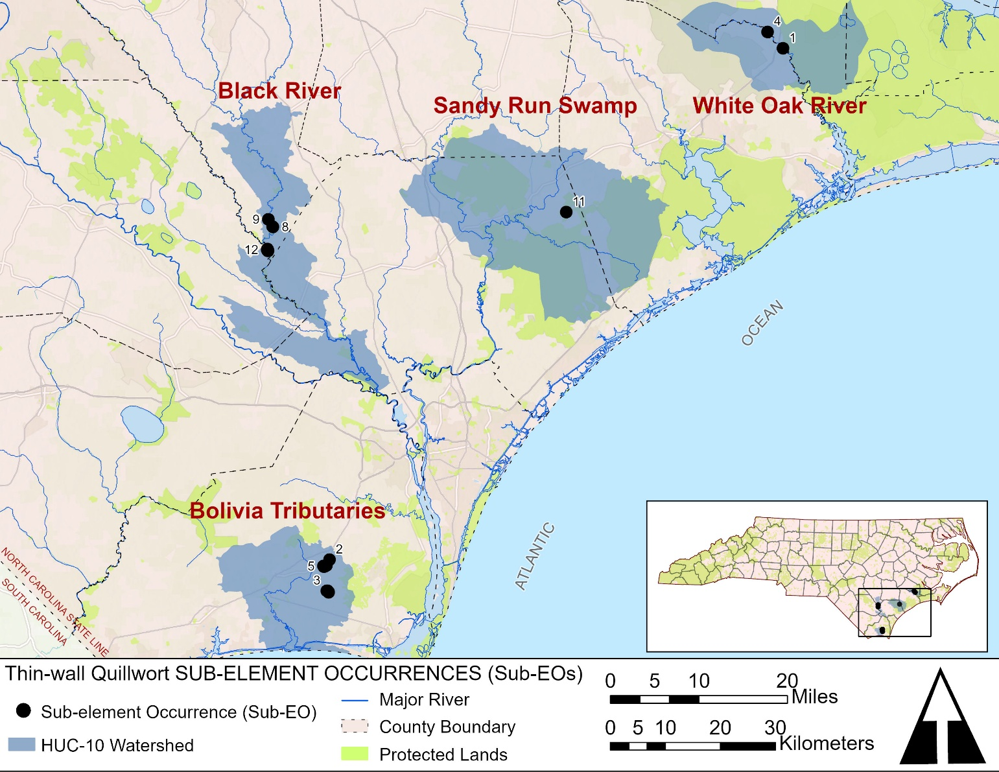 4
1
Black River
Sandy Run Swamp
White Oak River
11
9
8
12
OCEAN
Bolivia Tributaries
ATLANTIC
2
5
3
NORTH CAROLINA STATE LINE
SOUTH CAROLINA
Thin-wall Quillwort SUB-ELEMENT OCCURRENCES (Sub-EOs)
Sub-element Occurrence (Sub-EO)
HUC-10 Watershed
Major River
County Boundary
Protected Lands
0 5 10 20
Miles
0 5 10 20 30
Kilometers